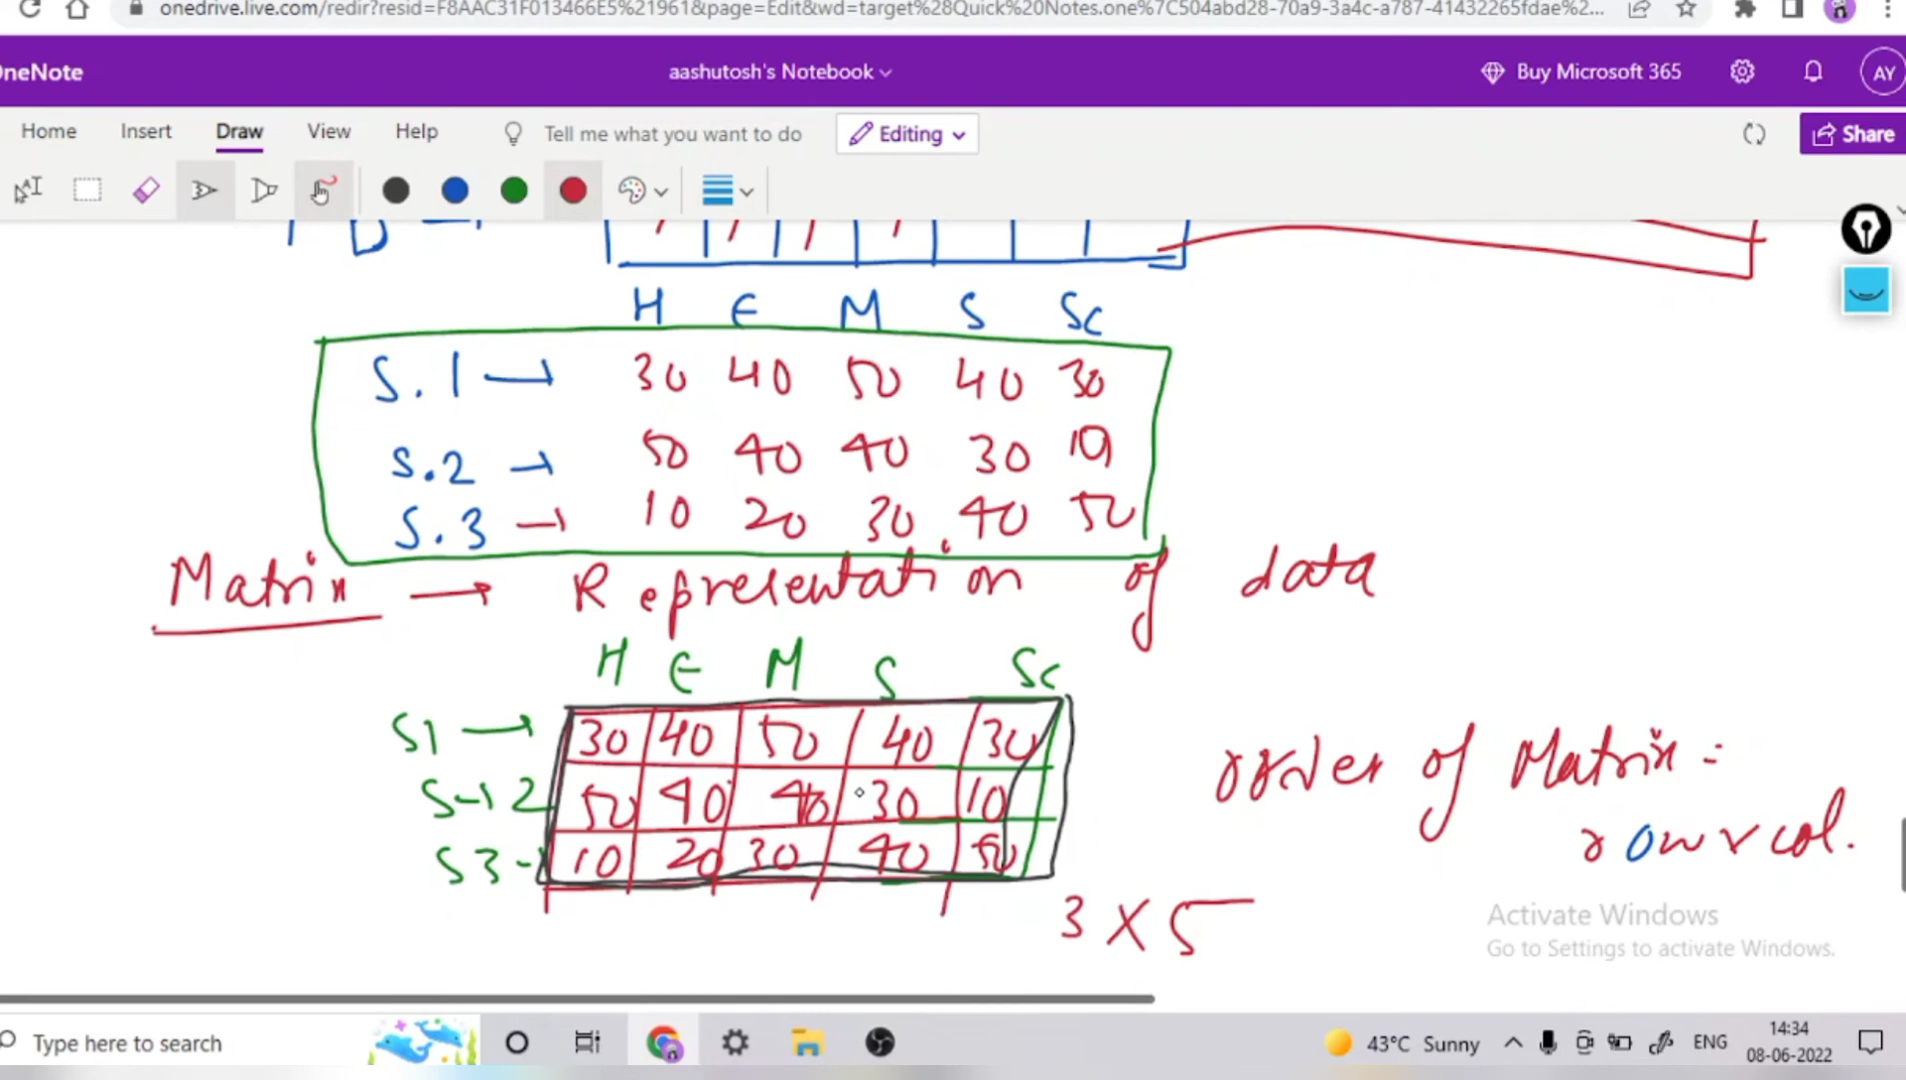 onedrive.live.com/redir?resid=F8AAC31F013466E5%21961&page=Edit&wd=target%28Quick%20Notes.one%7C504abd28-70a9-3a4c-a787-41432265fdae%2...
OneNote
aashutosh's Notebook
Buy Microsoft 365
AY
Home Insert Draw View Help
Tell me what you want to do
Editing
Share
H E M S Sc
S.1 → 30 40 50 40 30
S.2 → 50 40 40 30 10
S.3 → 10 20 30 40 50
Matrix → Representation of data
H E M S Sc
S1 → 30 40 50 40 30
S-12 50 40 40 30 10
S3 - 10 20 30 40 50
order of Matrix =
row x col.
3 X 5
Activate Windows
Go to Settings to activate Windows.
Type here to search
43°C Sunny
ENG
14:34
08-06-2022